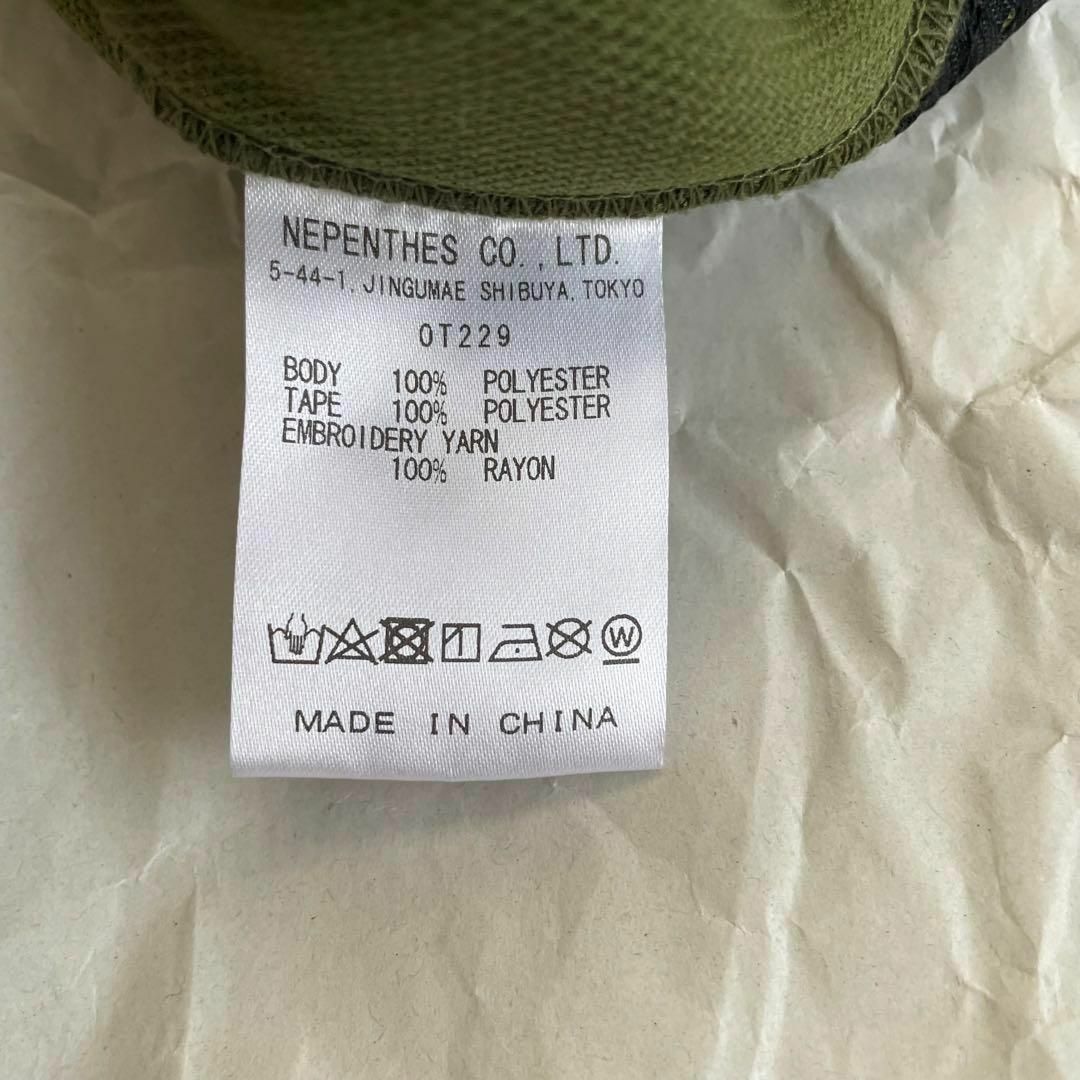 NEPENTHES CO., LTD.
5-44-1, JINGUMAE SHIBUYA, TOKYO
OT229
BODY 100% POLYESTER
TAPE 100% POLYESTER
EMBROIDERY YARN
100% RAYON
W
MADE IN CHINA